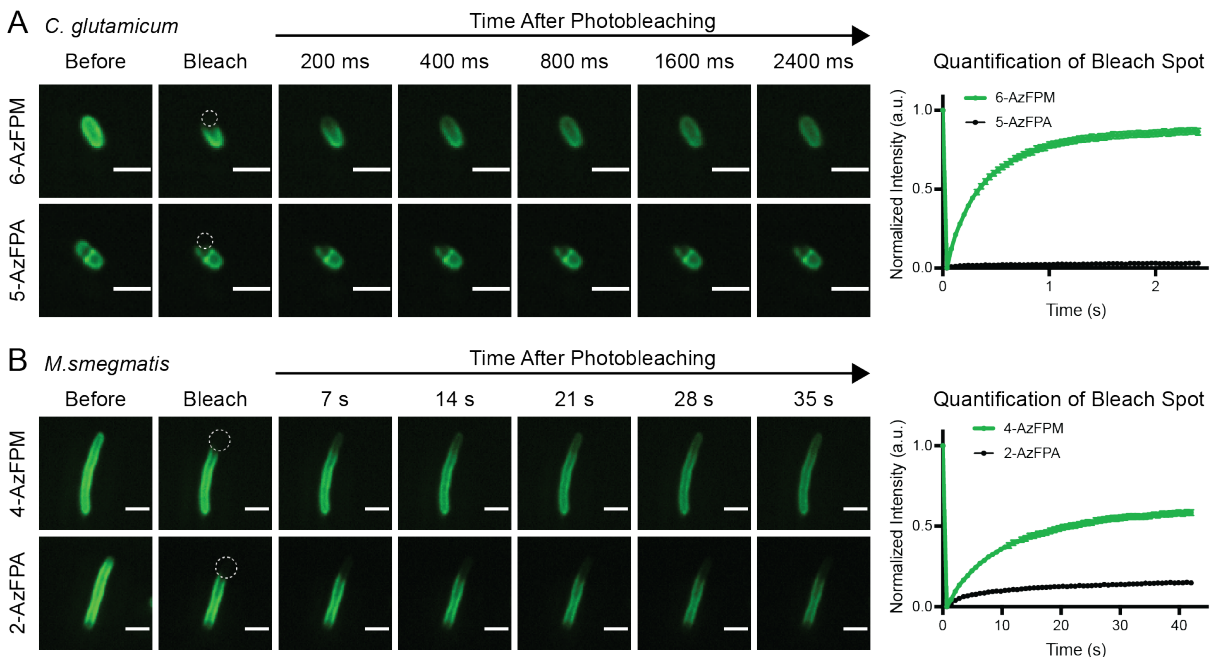 A C. glutamicum
Time After Photobleaching
Before Bleach 200 ms 400 ms 800 ms 1600 ms 2400 ms
6-AzFPM
5-AzFPA
Quantification of Bleach Spot
6-AzFPM
5-AzFPA
Normalized Intensity (a.u.)
1.0
0.5
0.0
0 1 2
Time (s)
B M.smegmatis
Time After Photobleaching
Before Bleach 7 s 14 s 21 s 28 s 35 s
4-AzFPM
2-AzFPA
Quantification of Bleach Spot
4-AzFPM
2-AzFPA
Normalized Intensity (a.u.)
1.0
0.5
0.0
0 10 20 30 40
Time (s)